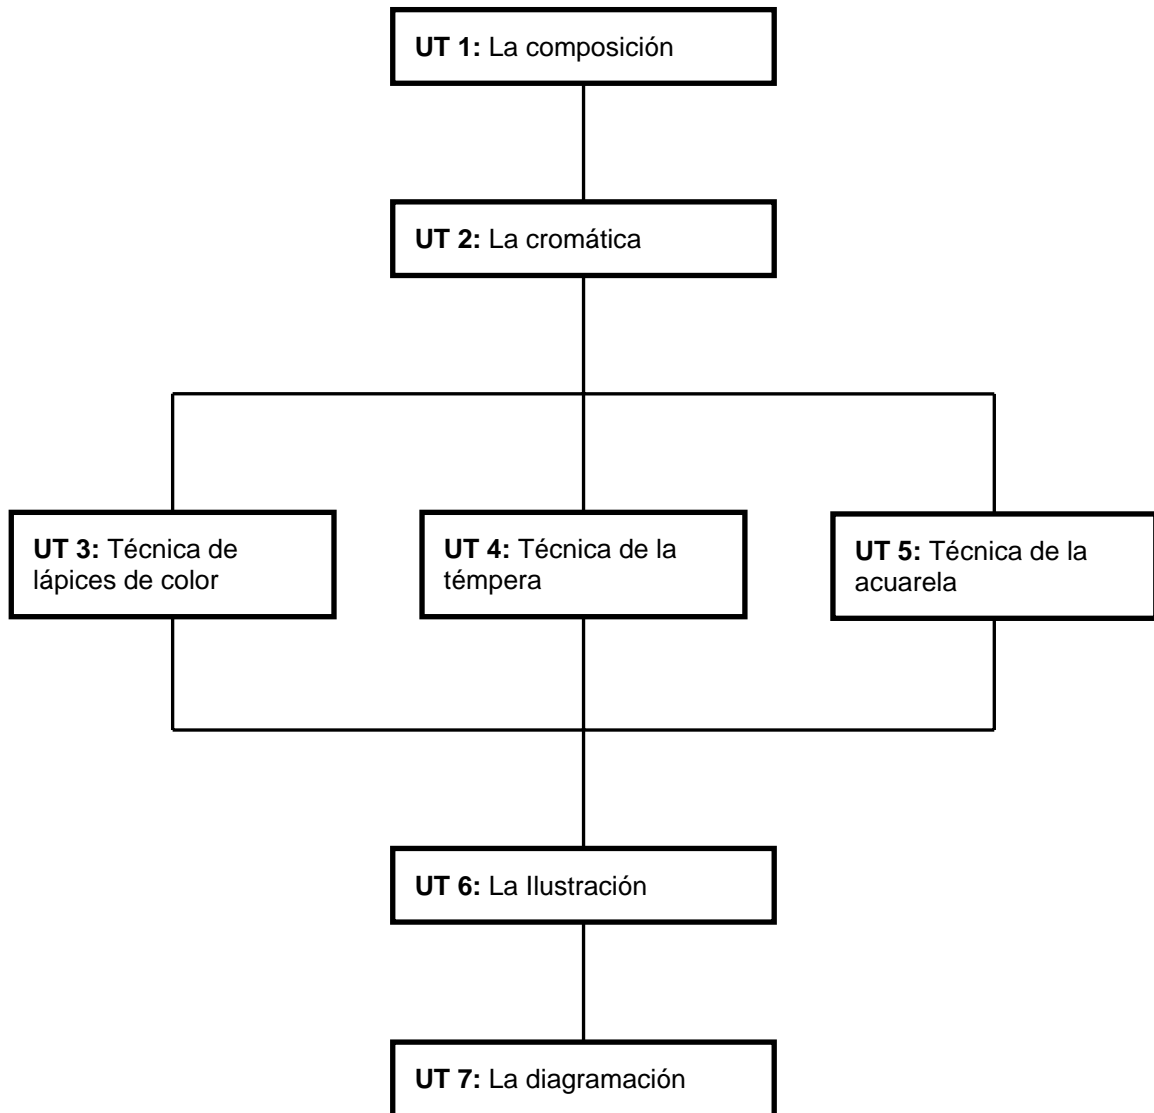 UT 1: La composición
UT 2: La cromática
UT 3: Técnica de
lápices de color
UT 4: Técnica de la
témpera
UT 5: Técnica de la
acuarela
UT 6: La Ilustración
UT 7: La diagramación